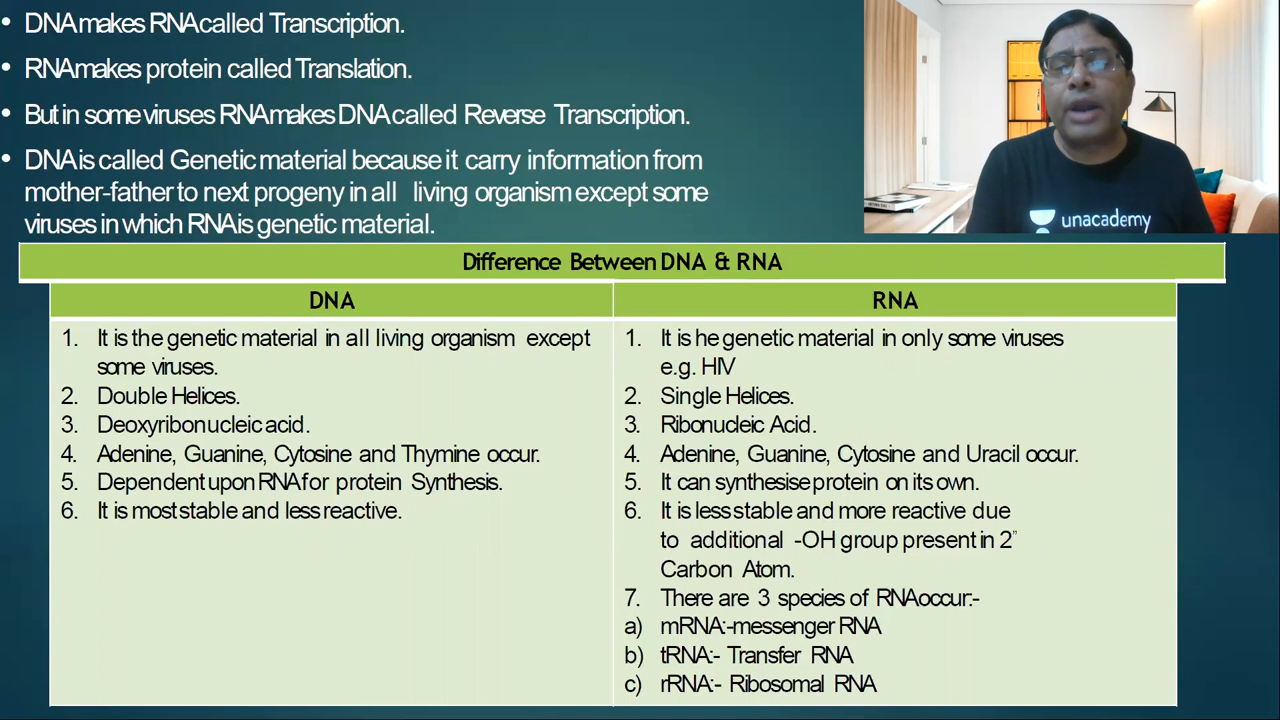 • DNA makes RNA called Transcription.
• RNA makes protein called Translation.
• But in some viruses RNA makes DNA called Reverse Transcription.
• DNA is called Genetic material because it carry information from
mother-father to next progeny in all living organism except some
viruses in which RNA is genetic material.
unacademy
Difference Between DNA & RNA
DNA
1. It is the genetic material in all living organism except
some viruses.
2. Double Helices.
3. Deoxyribonucleic acid.
4. Adenine, Guanine, Cytosine and Thymine occur.
5. Dependent upon RNA for protein Synthesis.
6. It is most stable and less reactive.
RNA
1. It is he genetic material in only some viruses
e.g. HIV
2. Single Helices.
3. Ribonucleic Acid.
4. Adenine, Guanine, Cytosine and Uracil occur.
5. It can synthesise protein on its own.
6. It is less stable and more reactive due
to additional -OH group present in 2”
Carbon Atom.
7. There are 3 species of RNA occur:-
a) mRNA:-messenger RNA
b) tRNA:- Transfer RNA
c) rRNA:- Ribosomal RNA